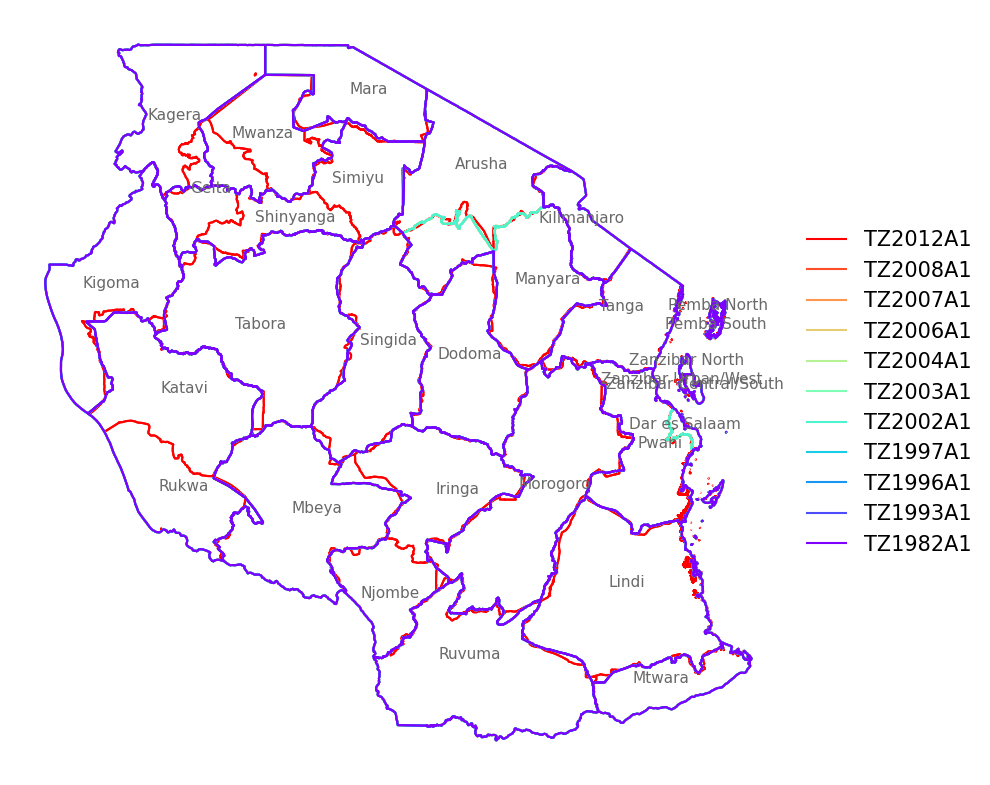 Mara
Kagera
Mwanza
Arusha
Simiyu
Geita
Shinyanga
Kilimanjaro
TZ2012A1
TZ2008A1
Kigoma
Manyara
TZ2007A1
Tanga
Pemba North
Pemba South
Tabora
TZ2006A1
Singida
Dodoma
Zanzibar North
TZ2004A1
Zanzibar Urban/West
Zanzibar Central/South
Katavi
TZ2003A1
TZ2002A1
Dar es Salaam
Pwani
TZ1997A1
Rukwa
Iringa
Morogoro
TZ1996A1
Mbeya
TZ1993A1
TZ1982A1
Lindi
Njombe
Ruvuma
Mtwara